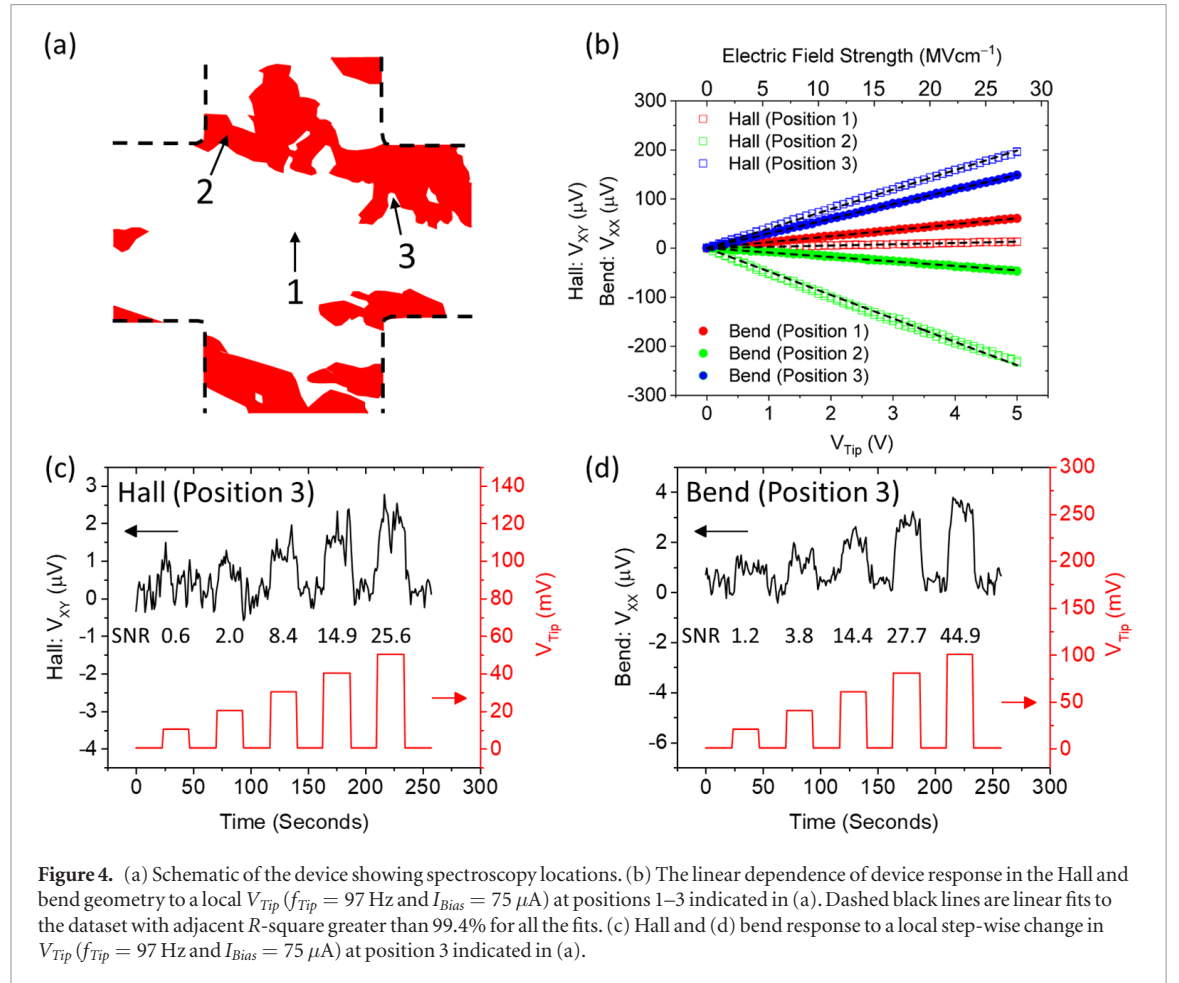 (a)
2
3
1
(b)
Electric Field Strength (MVcm⁻¹)
0 5 10 15 20 25 30
300
200
100
0
-100
-200
-300
Hall: V_XY (μV)
Bend: V_XX (μV)
Hall (Position 1)
Hall (Position 2)
Hall (Position 3)
Bend (Position 1)
Bend (Position 2)
Bend (Position 3)
0 1 2 3 4 5
V_Tip (V)
(c)
Hall (Position 3)
3
2
1
0
-1
-2
-3
-4
Hall: V_XY (μV)
SNR 0.6 2.0 8.4 14.9 25.6
140
120
100
80
60
40
20
0
V_Tip (mV)
0 50 100 150 200 250 300
Time (Seconds)
(d)
Bend (Position 3)
4
2
0
-2
-4
-6
Bend: V_XX (μV)
SNR 1.2 3.8 14.4 27.7 44.9
300
250
200
150
100
50
0
V_Tip (mV)
0 50 100 150 200 250 300
Time (Seconds)
Figure 4. (a) Schematic of the device showing spectroscopy locations. (b) The linear dependence of device response in the Hall and
bend geometry to a local V_Tip (f_Tip = 97 Hz and I_Bias = 75 μA) at positions 1–3 indicated in (a). Dashed black lines are linear fits to
the dataset with adjacent R-square greater than 99.4% for all the fits. (c) Hall and (d) bend response to a local step-wise change in
V_Tip (f_Tip = 97 Hz and I_Bias = 75 μA) at position 3 indicated in (a).